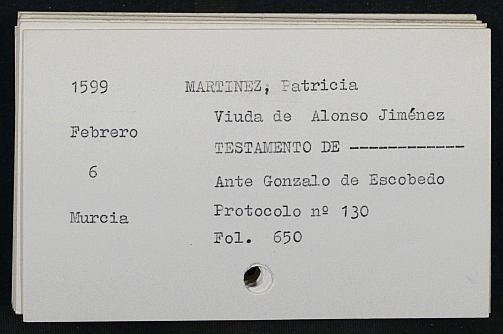 1599 MARTINEZ, Patricia
Viuda de Alonso Jiménez
Febrero
TESTAMENTO DE ------------
6
Ante Gonzalo de Escobedo
Murcia
Protocolo nº 130
Fol. 650